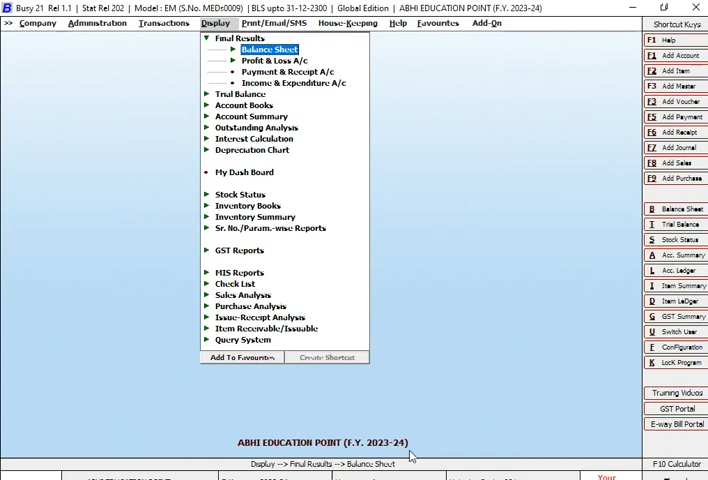 Busy 21 Rel 1.1 | Stat Rel 202 | Model : EM (S.No. MEDs0009) | BLS upto 31-12-2300 | Global Edition | ABHI EDUCATION POINT (F.Y. 2023-24)
>> Company Administration Transactions Display Print/Email/SMS House-Keeping Help Favourites Add-On
Final Results
Balance Sheet
Profit & Loss A/c
Payment & Receipt A/c
Income & Expenditure A/c
Trial Balance
Account Books
Account Summary
Outstanding Analysis
Interest Calculation
Depreciation Chart
My Dash Board
Stock Status
Inventory Books
Inventory Summary
Sr. No./Param.-wise Reports
GST Reports
MIS Reports
Check List
Sales Analysis
Purchase Analysis
Issue-Receipt Analysis
Item Receivable/Issuable
Query System
Add To Favourites Create Shortcut
Shortcut Keys
F1 Help
F1 Add Account
F2 Add Item
F3 Add Master
F3 Add Voucher
F5 Add Payment
F6 Add Receipt
F7 Add Journal
F8 Add Sales
F9 Add Purchase
B Balance Sheet
T Trial Balance
S Stock Status
A Acc. Summary
L Acc. Ledger
I Item Summary
D Item LeDger
G GST Summary
U Switch User
F ConFiguration
K LocK Program
Training Videos
GST Portal
E-way Bill Portal
ABHI EDUCATION POINT (F.Y. 2023-24)
Display --> Final Results --> Balance Sheet
F10 Calculator
Your